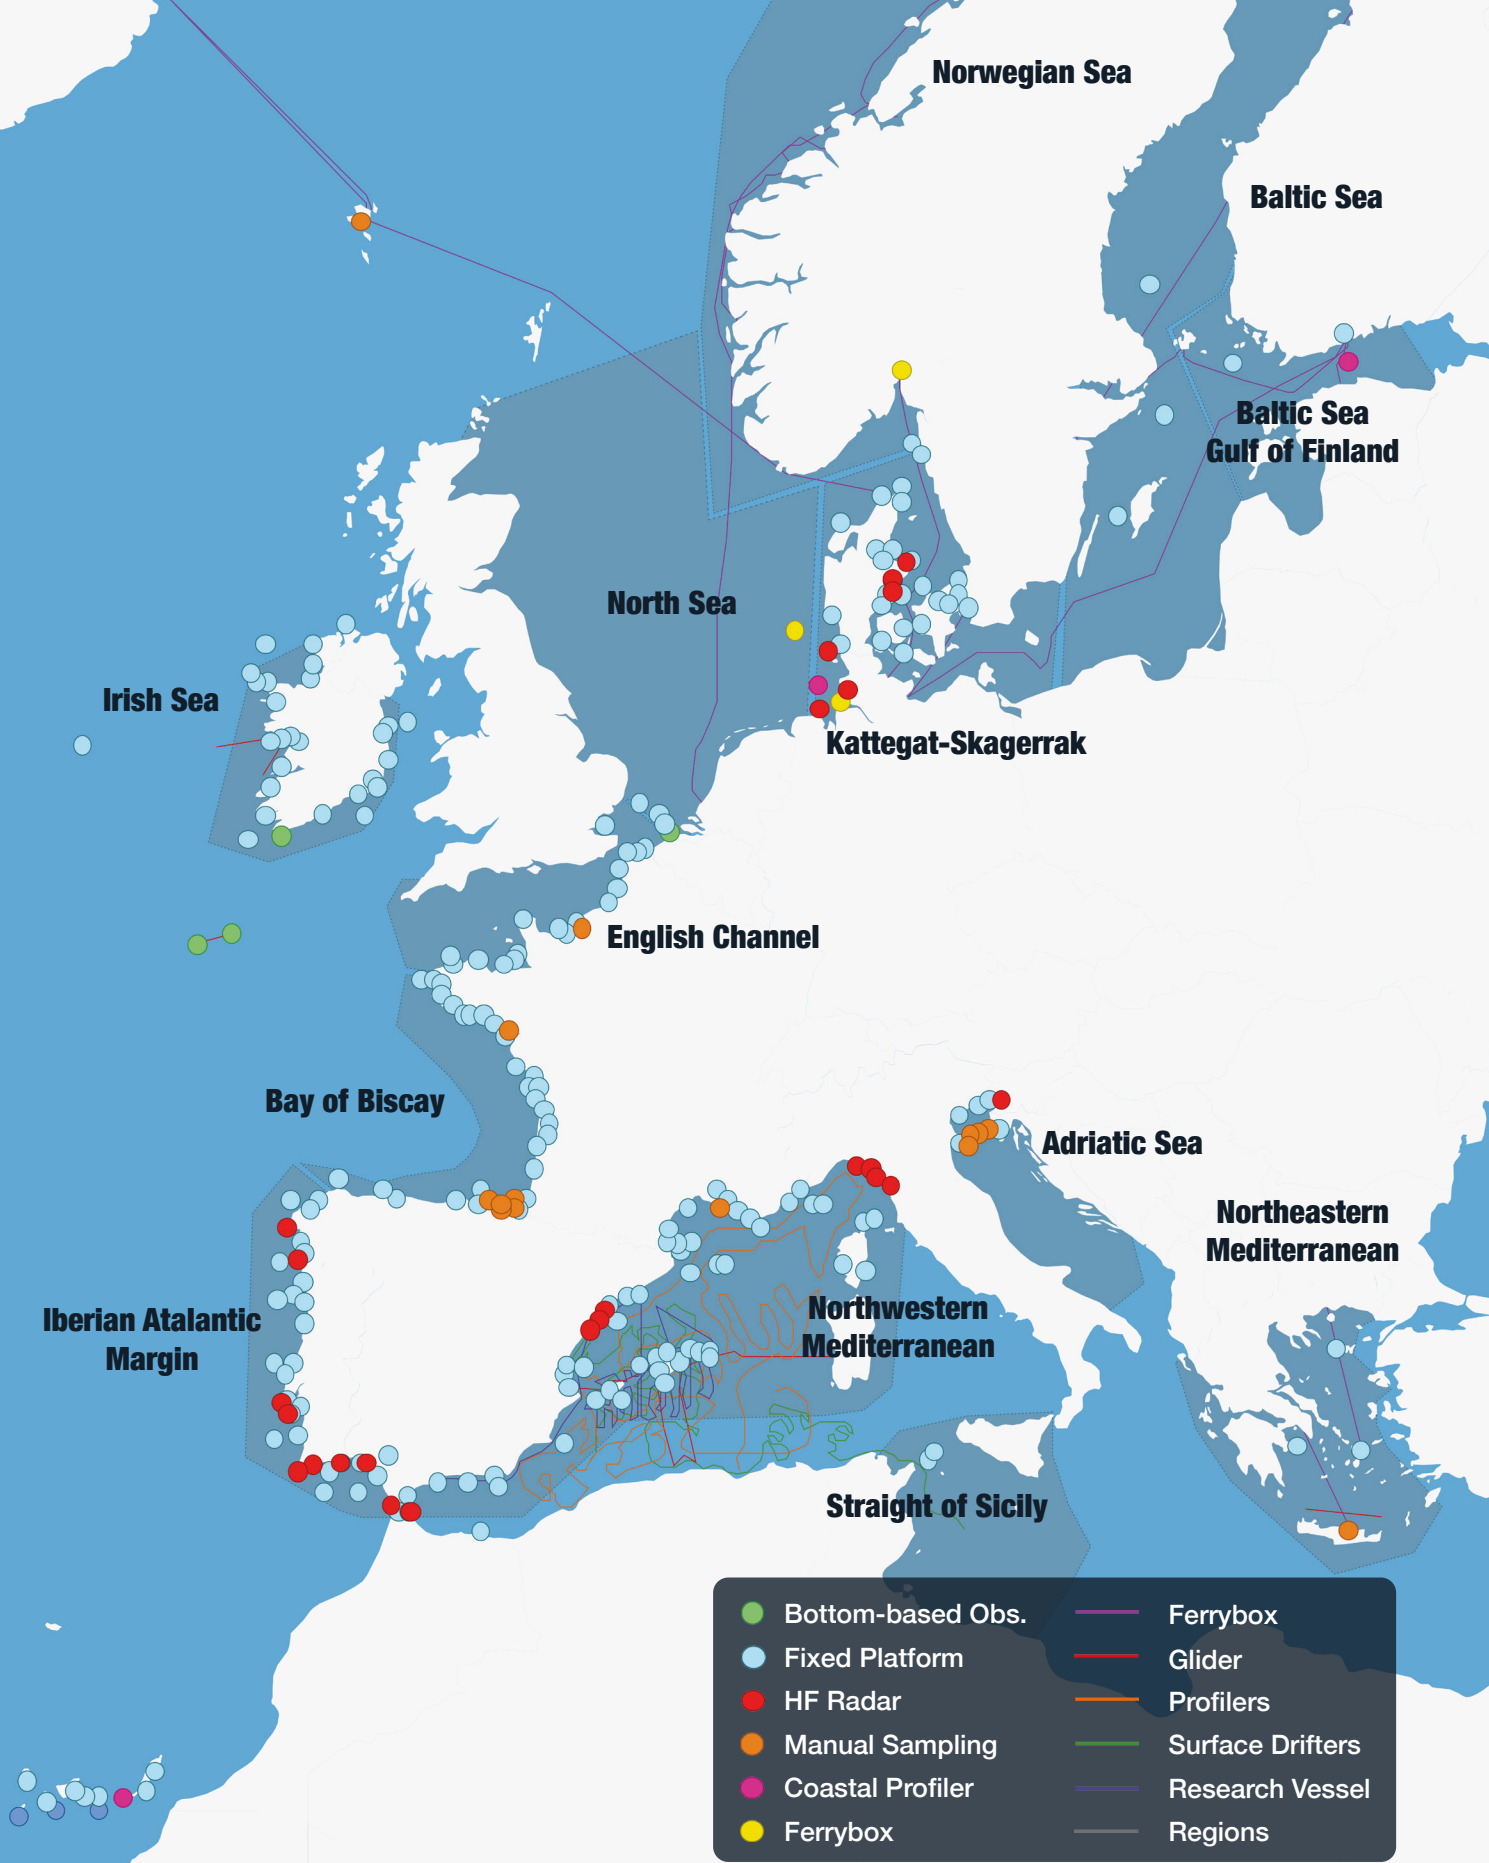 Norwegian Sea
Baltic Sea
Baltic Sea
Gulf of Finland
North Sea
Irish Sea
Kattegat-Skagerrak
English Channel
Bay of Biscay
Adriatic Sea
Northeastern
Mediterranean
Iberian Atalantic
Margin
Northwestern
Mediterranean
Straight of Sicily
Bottom-based Obs.
Fixed Platform
HF Radar
Manual Sampling
Coastal Profiler
Ferrybox
Ferrybox
Glider
Profilers
Surface Drifters
Research Vessel
Regions